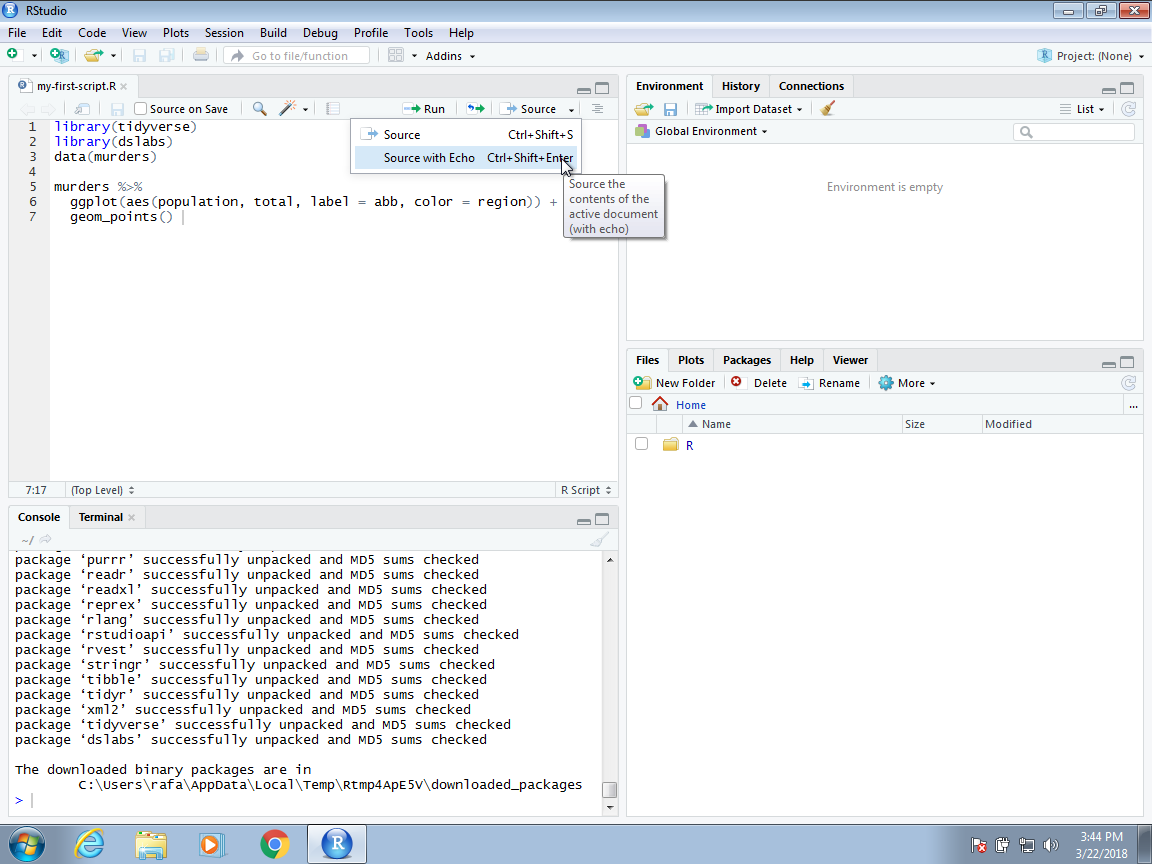 RStudio
File Edit Code View Plots Session Build Debug Profile Tools Help
Go to file/function Addins Project: (None)
my-first-script.R
Source on Save Run Source
1 library(tidyverse)
2 library(dslabs)
3 data(murders)
4
5 murders %>%
6 ggplot(aes(population, total, label = abb, color = region)) +
7 geom_points()
Source Ctrl+Shift+S
Source with Echo Ctrl+Shift+Enter
Source the
contents of the
active document
(with echo)
7:17 (Top Level) R Script
Console Terminal
~/
package ‘purrr’ successfully unpacked and MD5 sums checked
package ‘readr’ successfully unpacked and MD5 sums checked
package ‘readxl’ successfully unpacked and MD5 sums checked
package ‘reprex’ successfully unpacked and MD5 sums checked
package ‘rlang’ successfully unpacked and MD5 sums checked
package ‘rstudioapi’ successfully unpacked and MD5 sums checked
package ‘rvest’ successfully unpacked and MD5 sums checked
package ‘stringr’ successfully unpacked and MD5 sums checked
package ‘tibble’ successfully unpacked and MD5 sums checked
package ‘tidyr’ successfully unpacked and MD5 sums checked
package ‘xml2’ successfully unpacked and MD5 sums checked
package ‘tidyverse’ successfully unpacked and MD5 sums checked
package ‘dslabs’ successfully unpacked and MD5 sums checked
The downloaded binary packages are in
C:\Users\rafa\AppData\Local\Temp\Rtmp4ApE5V\downloaded_packages
>
Environment History Connections
Import Dataset List
Global Environment
Environment is empty
Files Plots Packages Help Viewer
New Folder Delete Rename More
Home ...
Name Size Modified
R
3:44 PM
3/22/2018